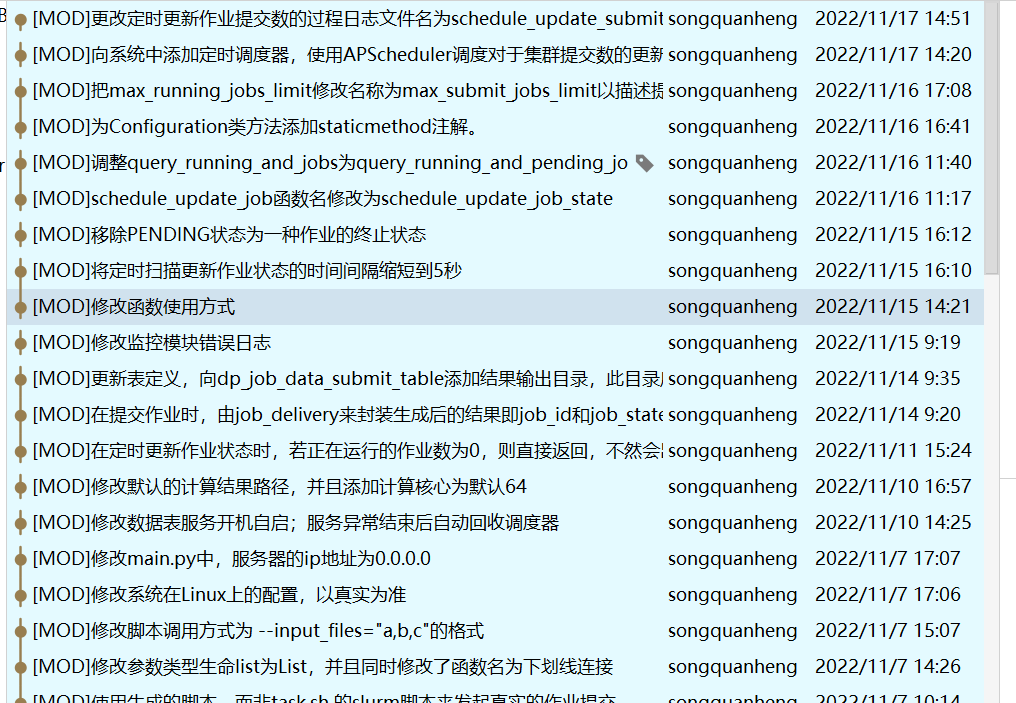 [MOD]更改定时更新作业提交数的过程日志文件名为schedule_update_submit songquanheng 2022/11/17 14:51
[MOD]向系统中添加定时调度器，使用APScheduler调度对于集群提交数的更新 songquanheng 2022/11/17 14:20
[MOD]把max_running_jobs_limit修改名称为max_submit_jobs_limit以描述提 songquanheng 2022/11/16 17:08
[MOD]为Configuration类方法添加staticmethod注解。 songquanheng 2022/11/16 16:41
[MOD]调整query_running_and_jobs为query_running_and_pending_jo songquanheng 2022/11/16 11:40
[MOD]schedule_update_job函数名修改为schedule_update_job_state songquanheng 2022/11/16 11:17
[MOD]移除PENDING状态为一种作业的终止状态 songquanheng 2022/11/15 16:12
[MOD]将定时扫描更新作业状态的时间间隔缩短到5秒 songquanheng 2022/11/15 16:10
[MOD]修改函数使用方式 songquanheng 2022/11/15 14:21
[MOD]修改监控模块错误日志 songquanheng 2022/11/15 9:19
[MOD]更新表定义，向dp_job_data_submit_table添加结果输出目录，此目录 songquanheng 2022/11/14 9:35
[MOD]在提交作业时，由job_delivery来封装生成后的结果即job_id和job_state songquanheng 2022/11/14 9:20
[MOD]在定时更新作业状态时，若正在运行的作业数为0，则直接返回，不然会 songquanheng 2022/11/11 15:24
[MOD]修改默认的计算结果路径，并且添加计算核心为默认64 songquanheng 2022/11/10 16:57
[MOD]修改数据表服务开机自启；服务异常结束后自动回收调度器 songquanheng 2022/11/10 14:25
[MOD]修改main.py中，服务器的ip地址为0.0.0.0 songquanheng 2022/11/7 17:07
[MOD]修改系统在Linux上的配置，以真实为准 songquanheng 2022/11/7 17:06
[MOD]修改脚本调用方式为 --input_files="a,b,c"的格式 songquanheng 2022/11/7 15:07
[MOD]修改参数类型生命list为List，并且同时修改了函数名为下划线连接 songquanheng 2022/11/7 14:26
[MOD]使用生成的脚本，而非task.sh 的slurm脚本来发起真实的作业提交 songquanheng 2022/11/7 10:14